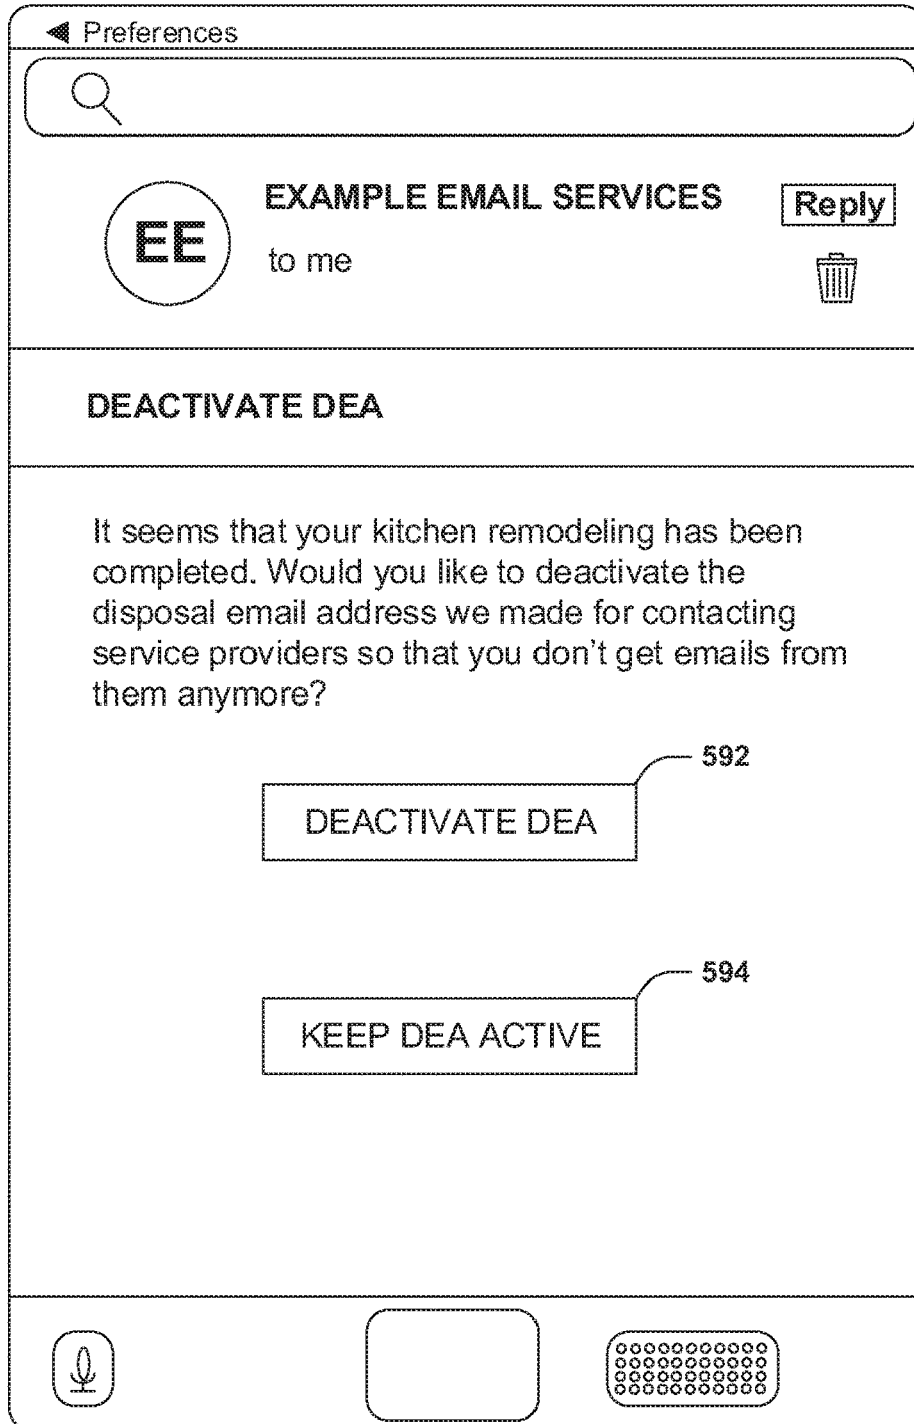 ◀ Preferences
EXAMPLE EMAIL SERVICES
Reply
EE
to me
DEACTIVATE DEA
It seems that your kitchen remodeling has been
completed. Would you like to deactivate the
disposal email address we made for contacting
service providers so that you don't get emails from
them anymore?
592
DEACTIVATE DEA
594
KEEP DEA ACTIVE